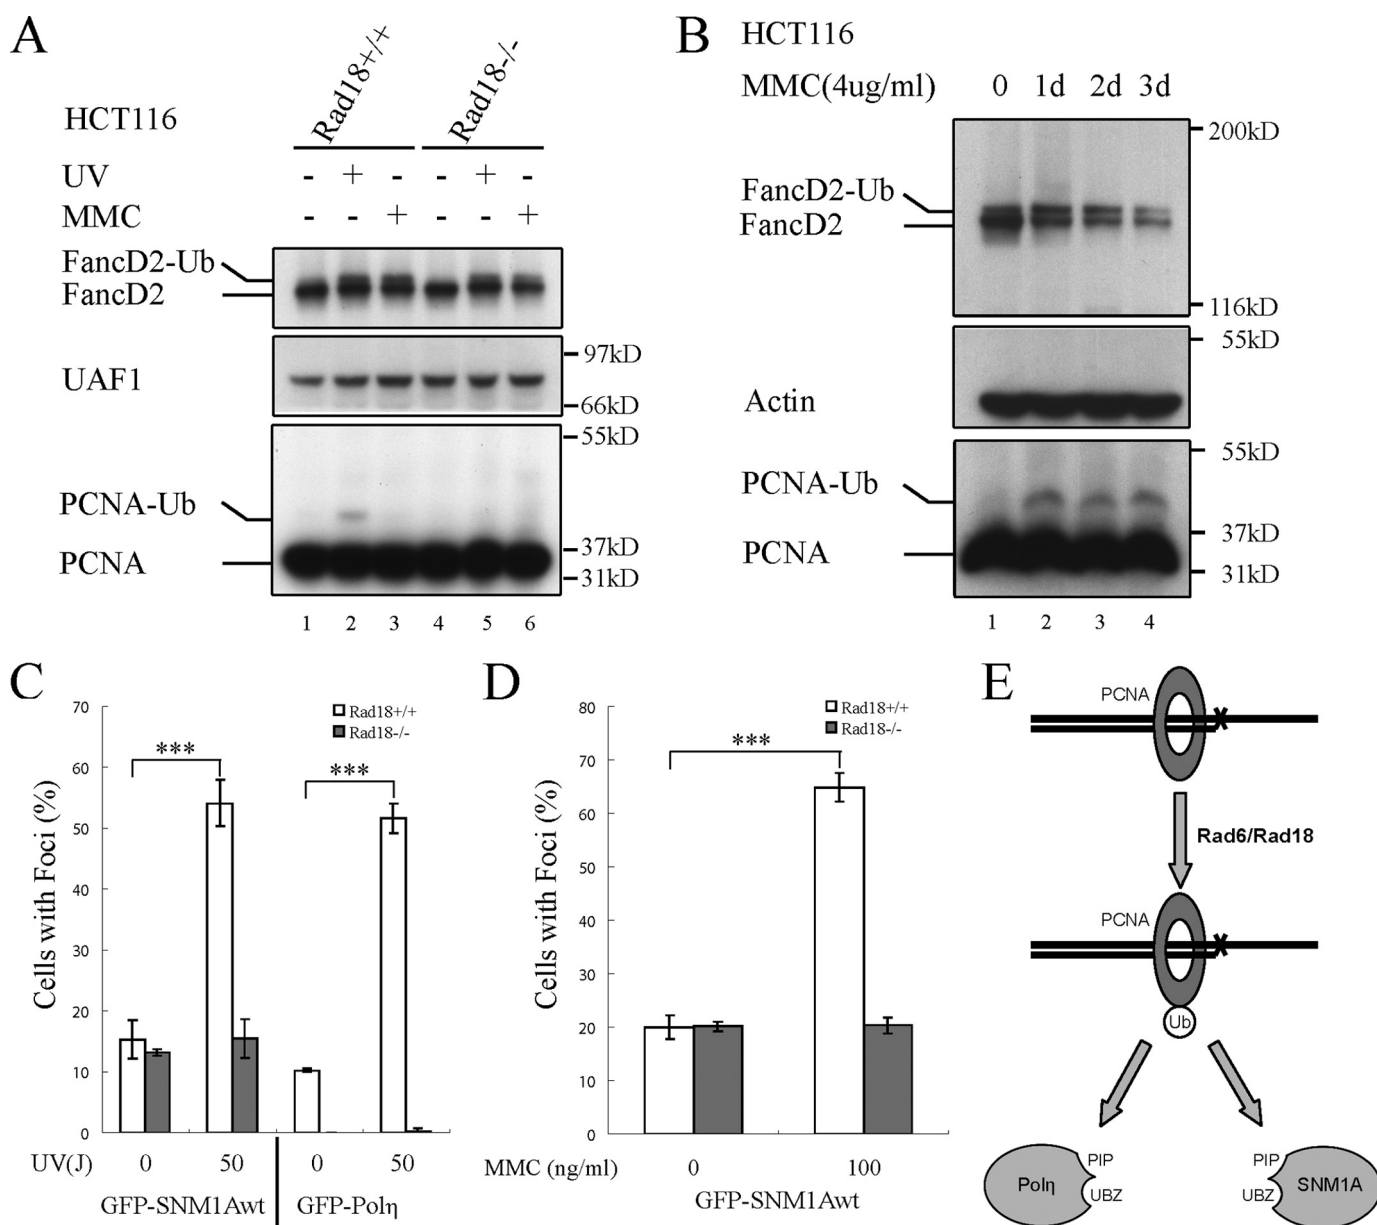 A
HCT116
Rad18+/+
Rad18-/-
UV - + - - + -
MMC - - + - - +
FancD2-Ub
FancD2
UAF1
97kD
66kD
55kD
PCNA-Ub
PCNA
37kD
31kD
1 2 3 4 5 6
B
HCT116
MMC(4ug/ml) 0 1d 2d 3d
200kD
FancD2-Ub
FancD2
116kD
55kD
Actin
55kD
PCNA-Ub
37kD
PCNA
31kD
1 2 3 4
C
70
60
50
40
30
20
10
0
Cells with Foci (%)
Rad18+/+
Rad18-/-
***
***
UV(J) 0 50 0 50
GFP-SNM1Awt GFP-Polη
D
80
70
60
50
40
30
20
10
0
Cells with Foci (%)
Rad18+/+
Rad18-/-
***
MMC (ng/ml) 0 100
GFP-SNM1Awt
E
PCNA
Rad6/Rad18
PCNA
Ub
Polη
PIP
UBZ
PIP
UBZ
SNM1A